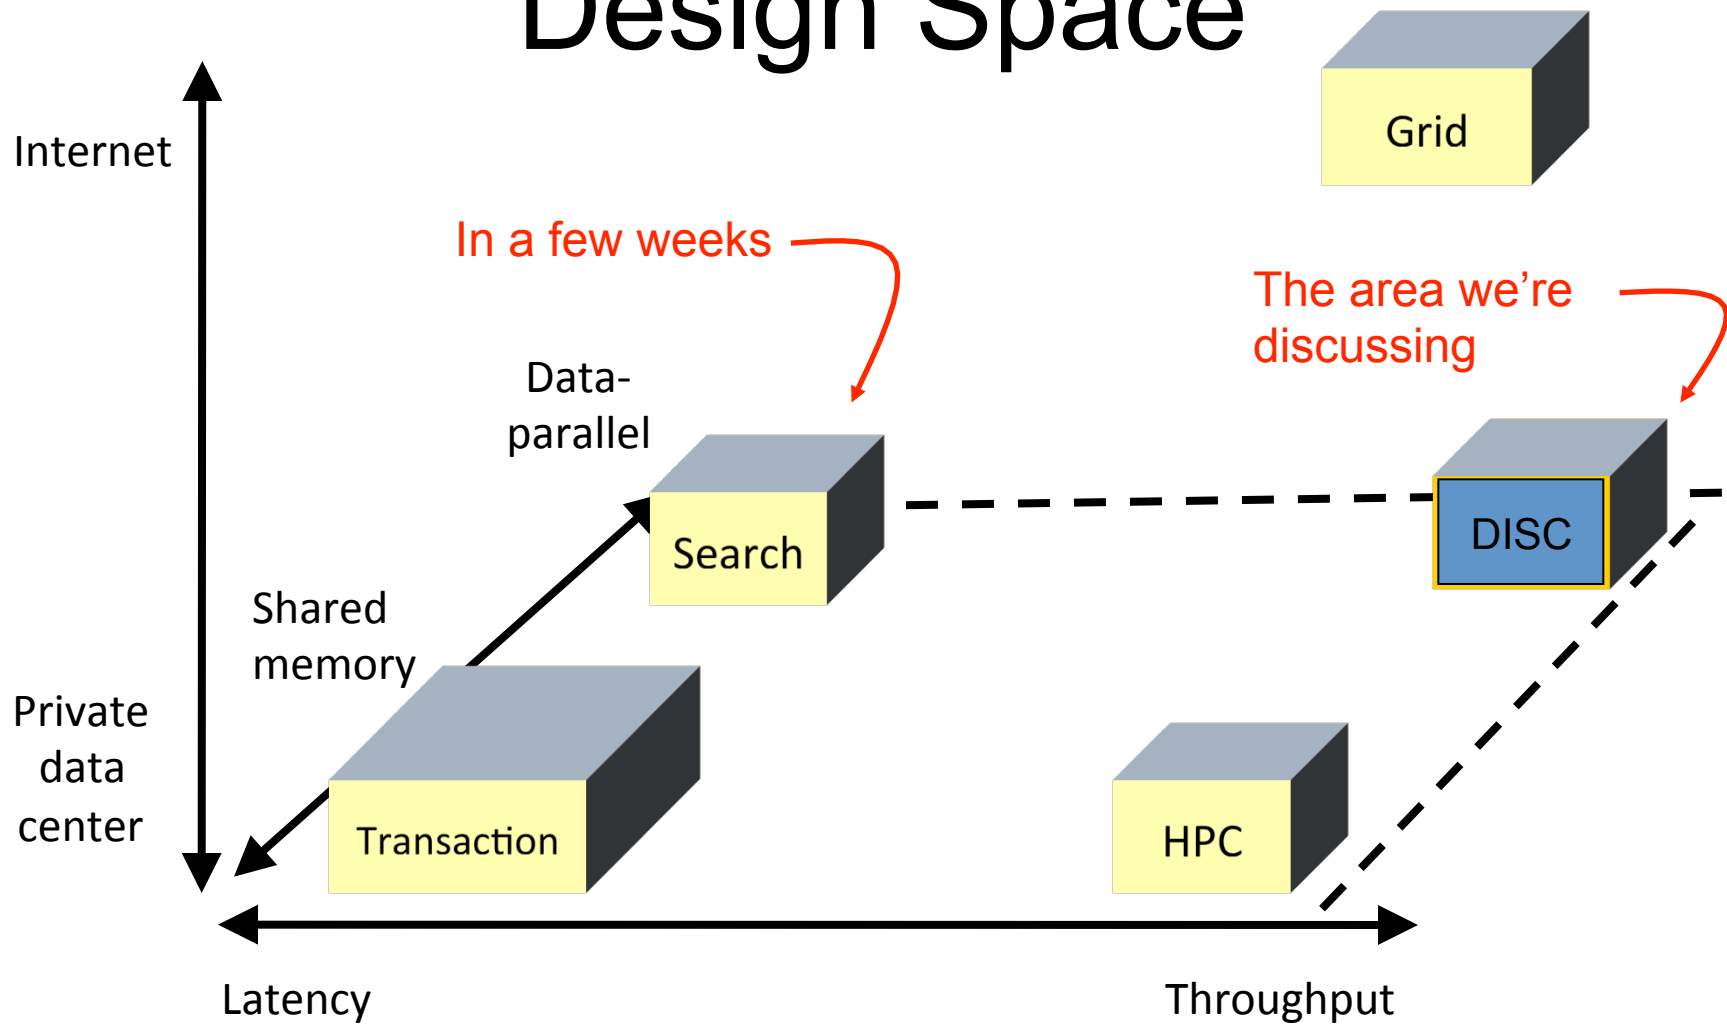 Design Space
Grid
Internet
In a few weeks
The area we're
discussing
Data-
parallel
DISC
Search
Shared
memory
Private
data
center
Transaction
HPC
Latency
Throughput